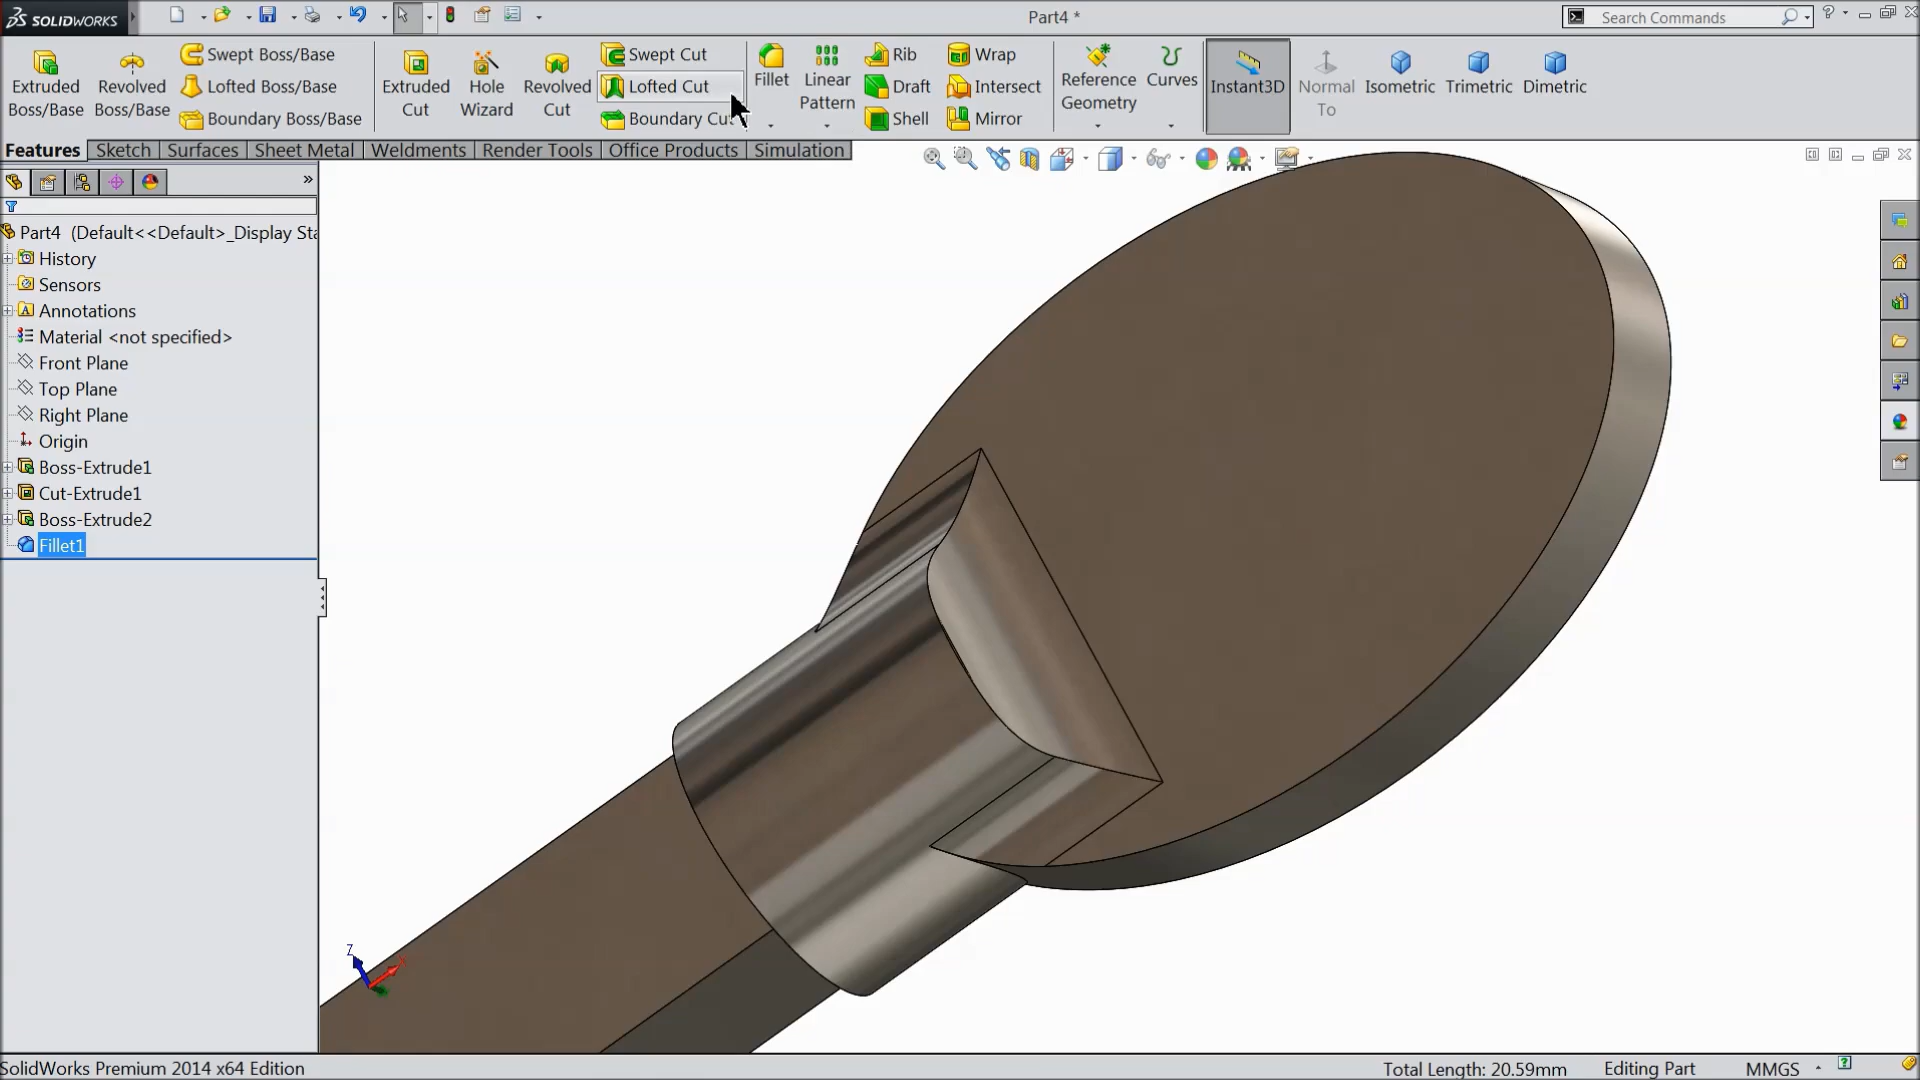 SOLIDWORKS
Part4 *
Search Commands
Extruded Boss/Base
Revolved Boss/Base
Swept Boss/Base
Lofted Boss/Base
Boundary Boss/Base
Extruded Cut
Hole Wizard
Revolved Cut
Swept Cut
Lofted Cut
Boundary Cut
Fillet
Linear Pattern
Rib
Draft
Shell
Wrap
Intersect
Mirror
Reference Geometry
Curves
Instant3D
Normal To
Isometric
Trimetric
Dimetric
Features
Sketch
Surfaces
Sheet Metal
Weldments
Render Tools
Office Products
Simulation
Part4 (Default<<Default>_Display Sta
History
Sensors
Annotations
Material <not specified>
Front Plane
Top Plane
Right Plane
Origin
Boss-Extrude1
Cut-Extrude1
Boss-Extrude2
Fillet1
Z
SolidWorks Premium 2014 x64 Edition
Total Length: 20.59mm
Editing Part
MMGS